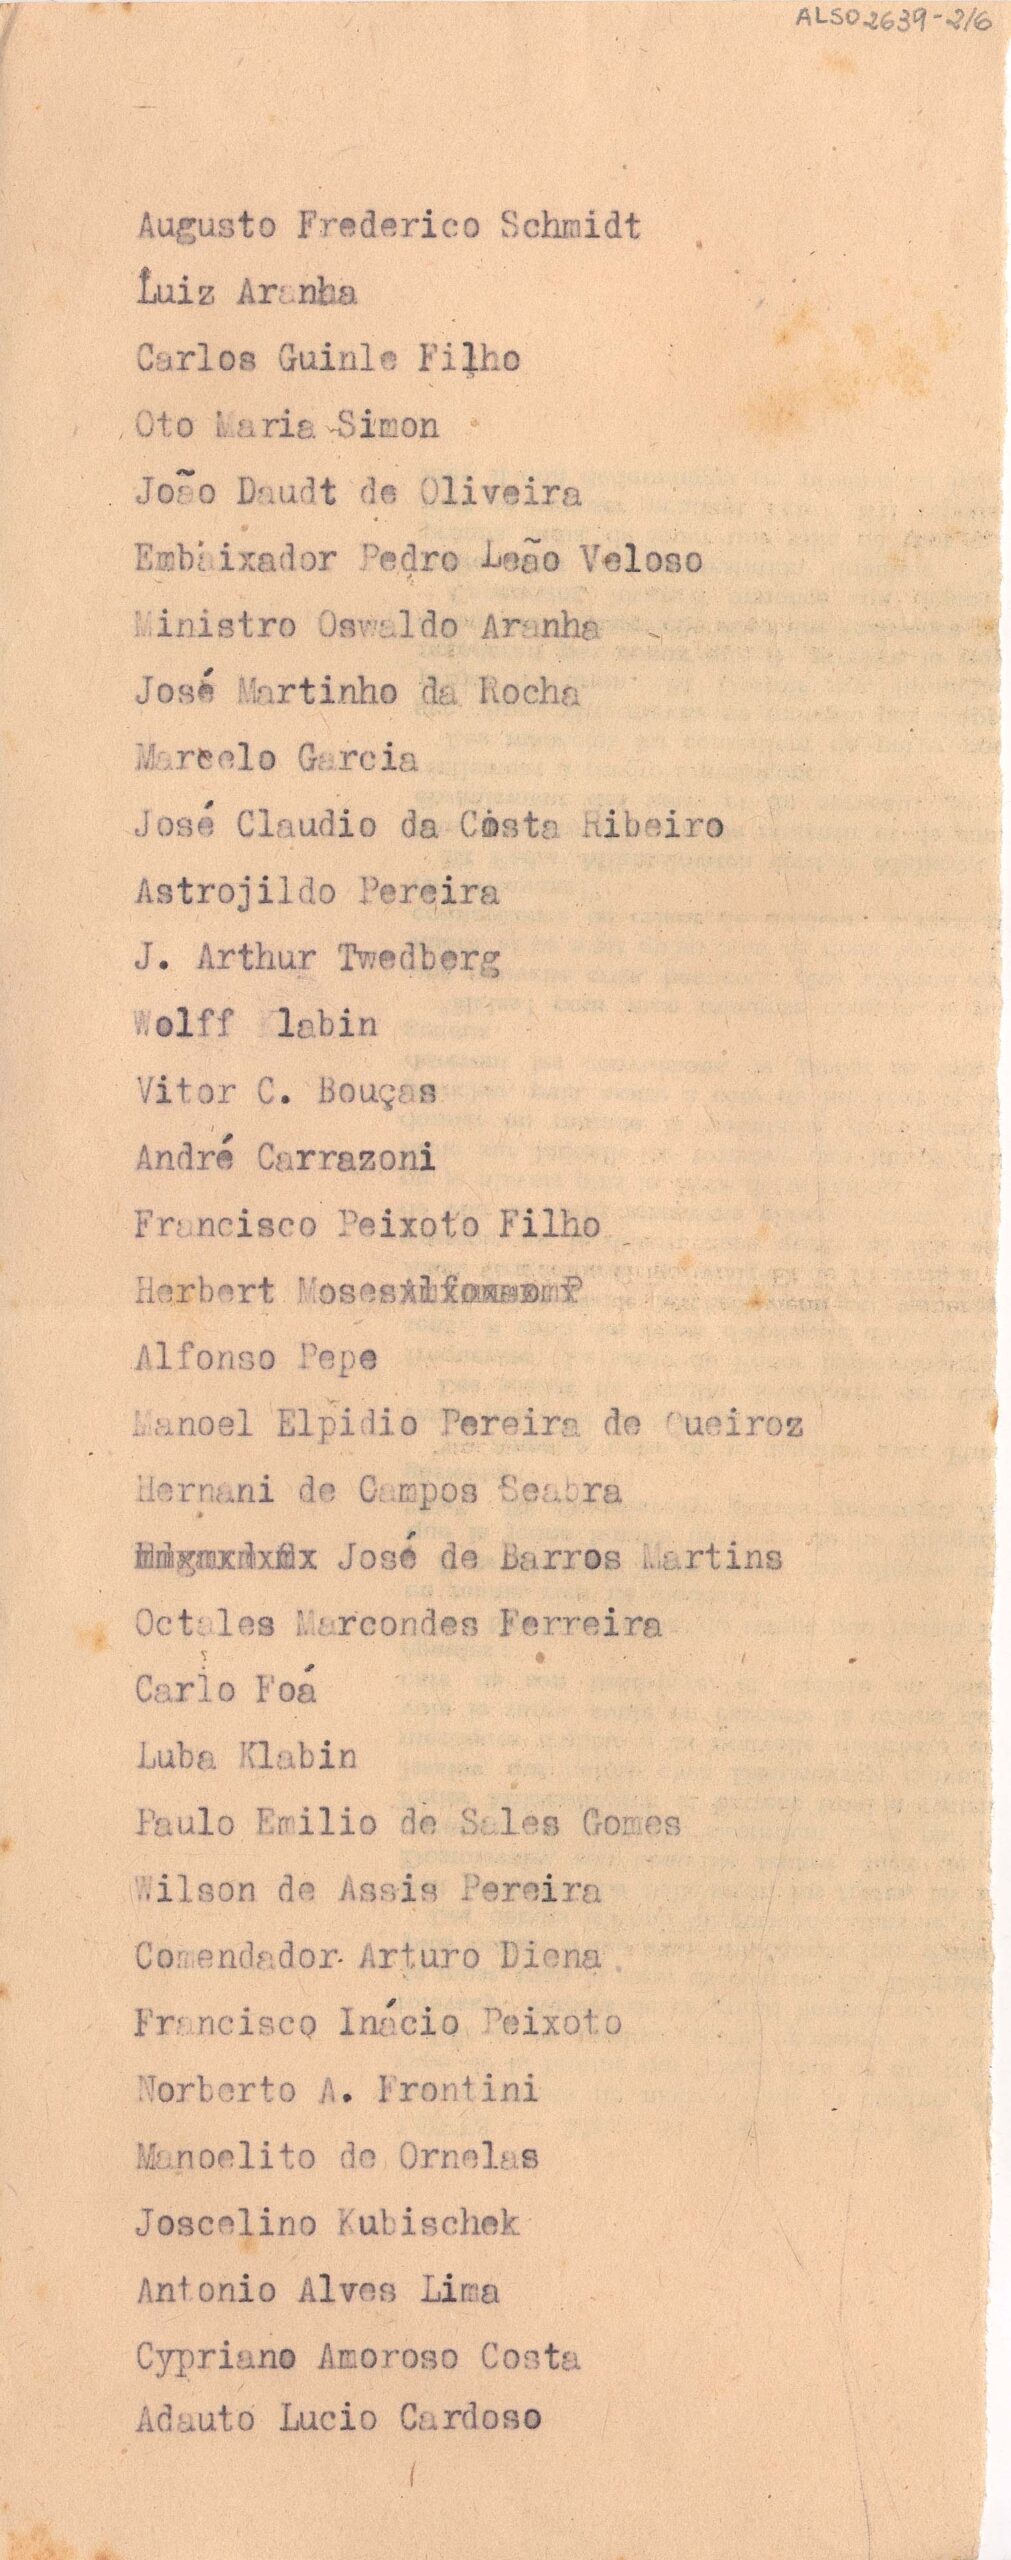 ALSO2639-2/6
Augusto Frederico Schmidt
Luiz Aranha
Carlos Guinle Filho
Oto Maria Simon
João Daudt de Oliveira
Embaixador Pedro Leão Veloso
Ministro Oswaldo Aranha
José Martinho da Rocha
Marcelo Garcia
José Claudio da Costa Ribeiro
Astrojildo Pereira
J. Arthur Twedberg
Wolff Klabin
Vitor C. Bouças
André Carrazoni
Francisco Peixoto Filho
Herbert Moses
Alfonso Pepe
Manoel Elpidio Pereira de Queiroz
Hernani de Campos Seabra
José de Barros Martins
Octales Marcondes Ferreira
Carlo Foá
Luba Klabin
Paulo Emilio de Sales Gomes
Wilson de Assis Pereira
Comendador Arturo Diena
Francisco Inácio Peixoto
Norberto A. Frontini
Manoelito de Ornelas
Joscelino Kubischek
Antonio Alves Lima
Cypriano Amoroso Costa
Adauto Lucio Cardoso